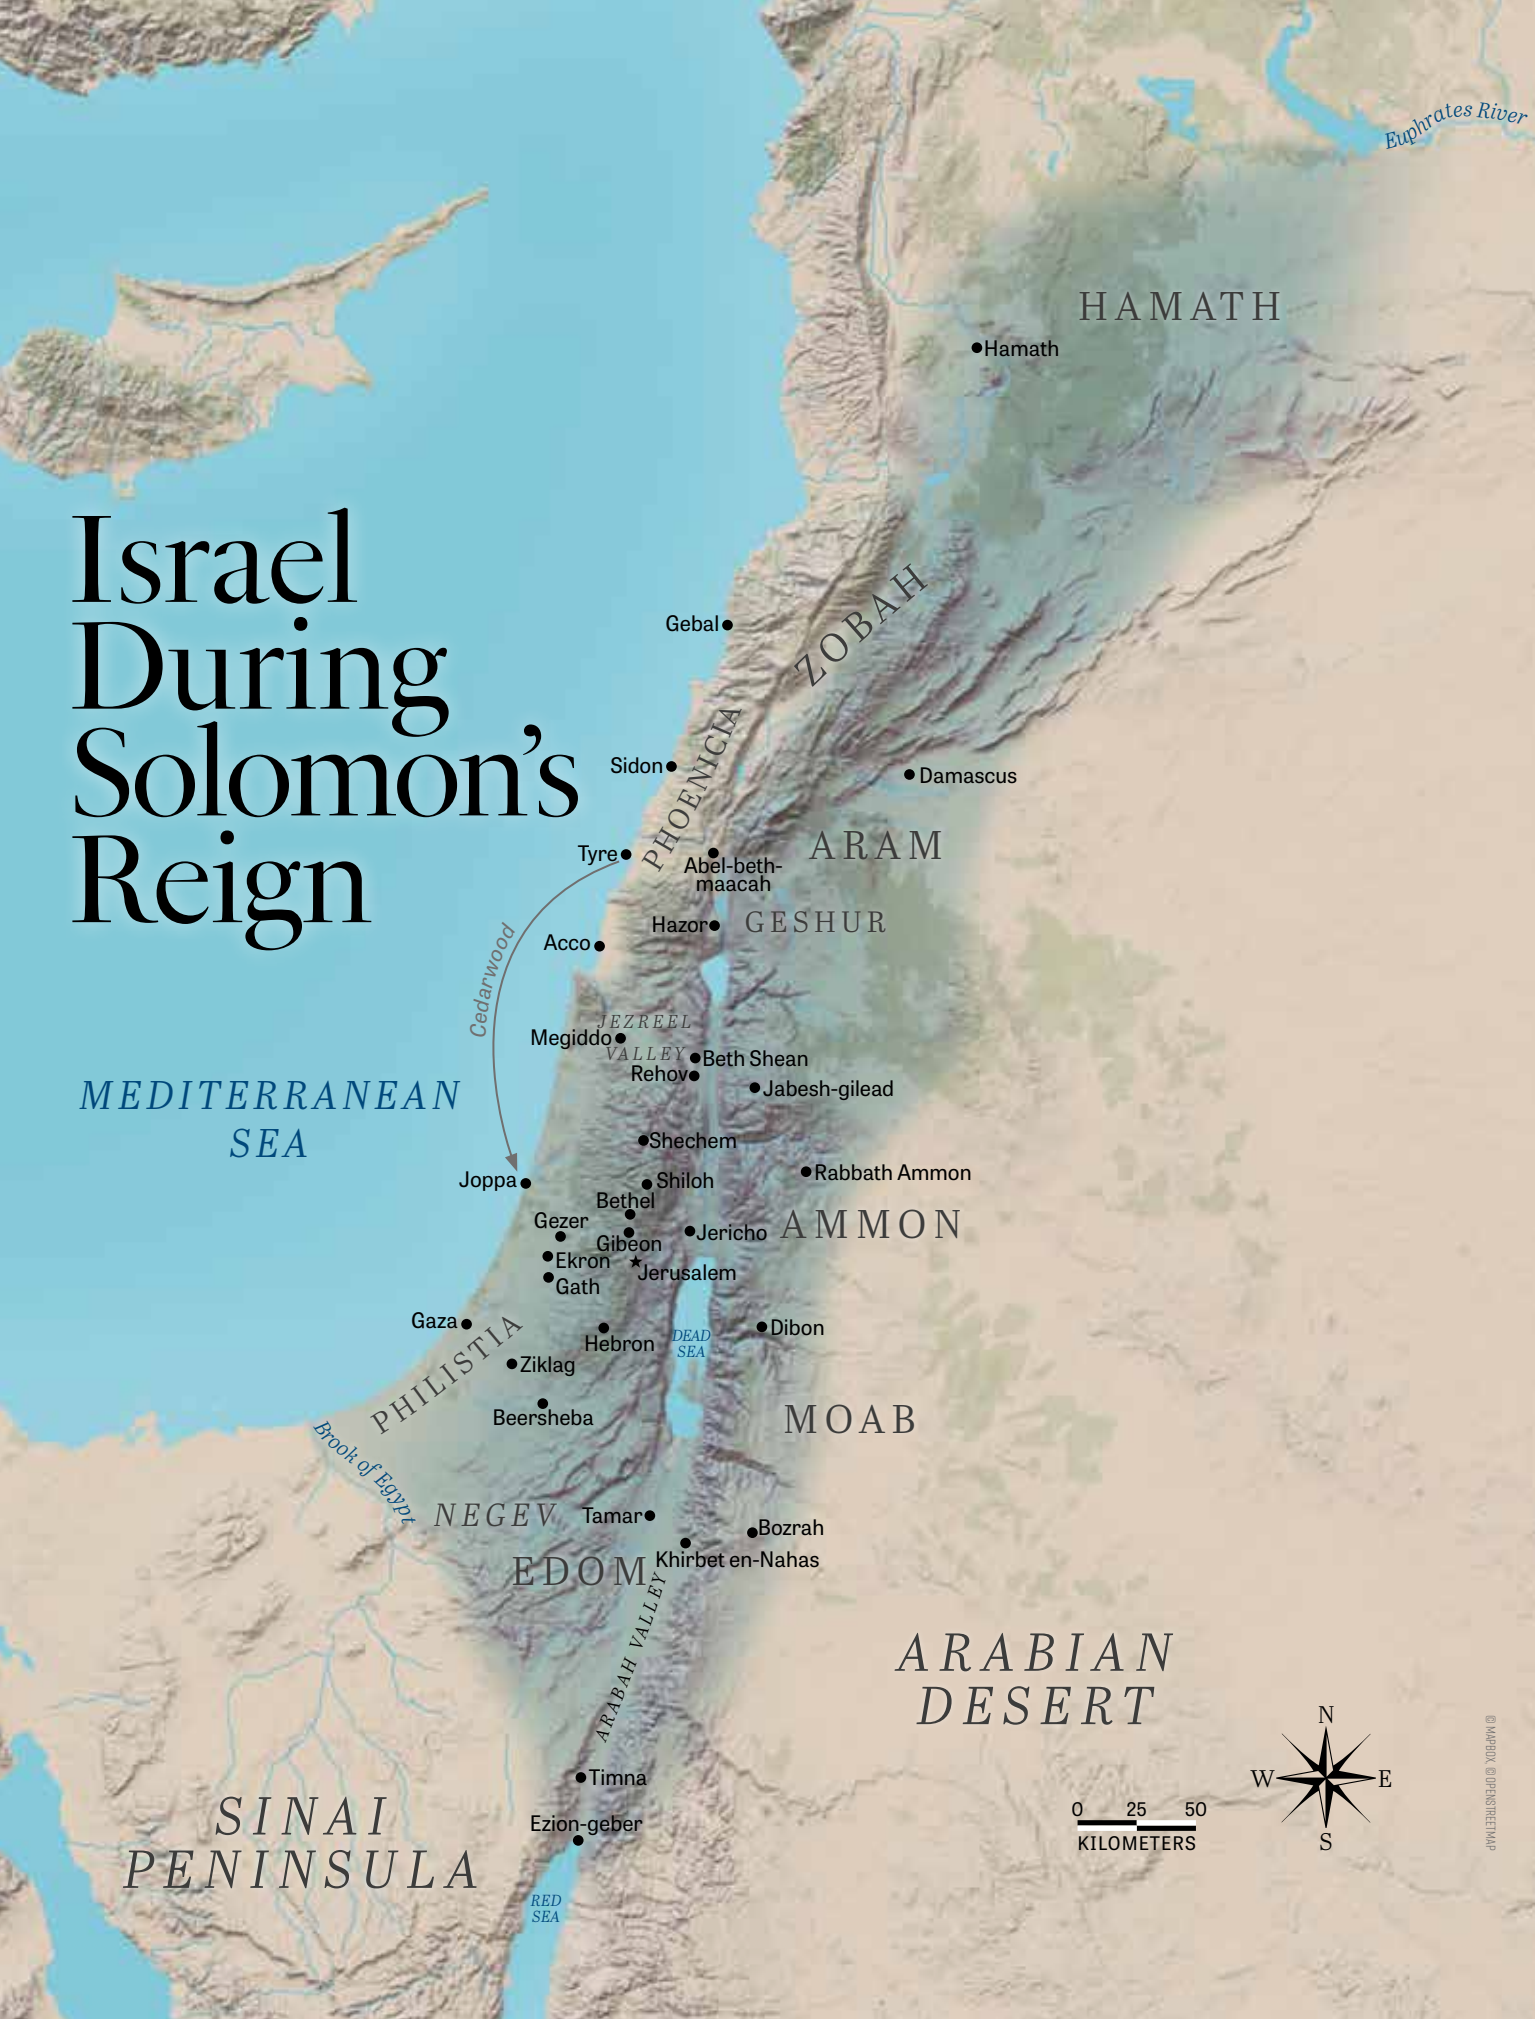 Euphrates River
HAMATH
Hamath
Israel
During
Solomon's
Reign
ZOBAH
Gebal
PHOENICIA
Sidon
Damascus
Tyre
ARAM
Abel-beth-
maacah
Hazor
GESHUR
Acco
Cedarwood
JEZREEL
VALLEY
Megiddo
Beth Shean
Rehov
Jabesh-gilead
MEDITERRANEAN
SEA
Shechem
Joppa
Shiloh
Rabbath Ammon
Bethel
Gezer
Gibeon
Jericho
AMMON
Ekron
Jerusalem
Gath
Gaza
PHILISTIA
Hebron
DEAD
SEA
Dibon
Ziklag
Beersheba
MOAB
Brook of Egypt
NEGEV
Tamar
Bozrah
EDOM
Khirbet en-Nahas
ARABAH VALLEY
ARABIAN
DESERT
Timna
Ezion-geber
SINAI
PENINSULA
RED
SEA
N
W
E
S
0 25 50
KILOMETERS
© MAPBOX, © OPENSTREETMAP